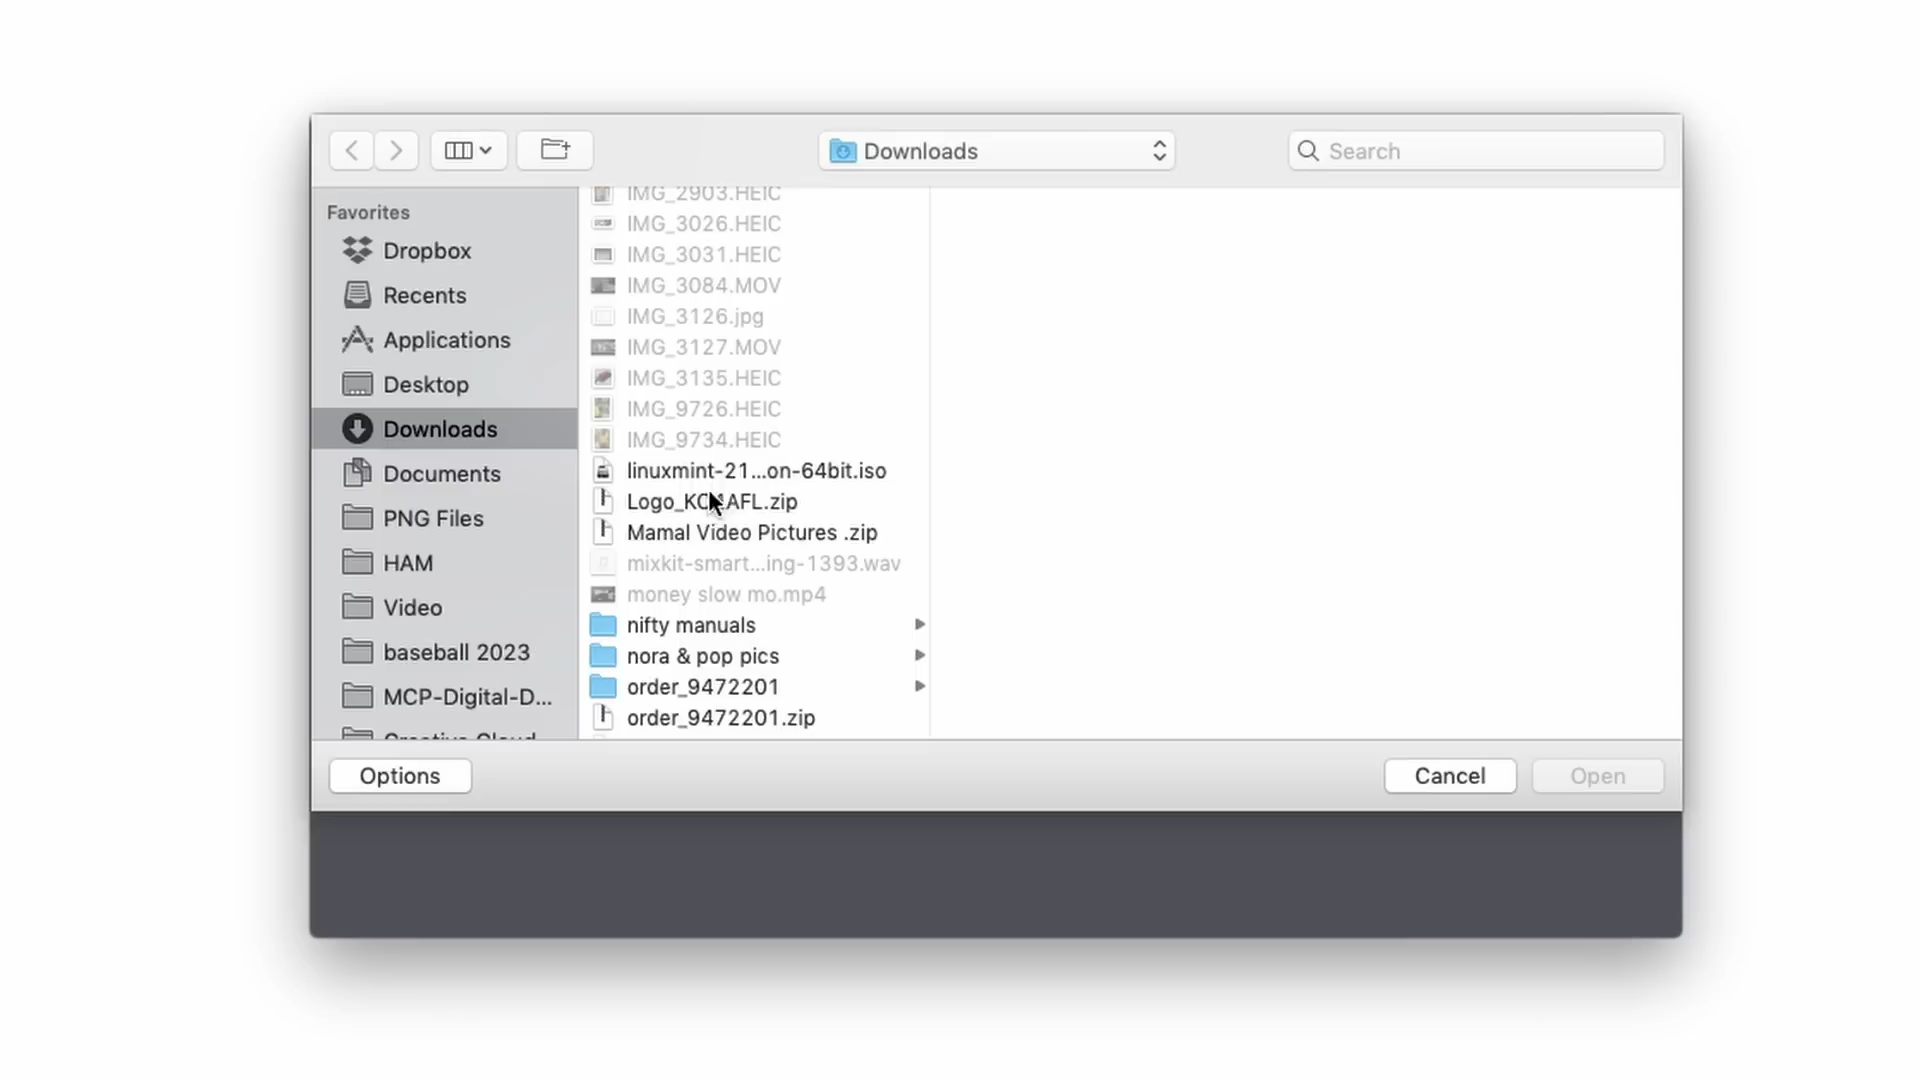 Downloads
Search
Favorites
Dropbox
Recents
Applications
Desktop
Downloads
Documents
PNG Files
HAM
Video
baseball 2023
MCP-Digital-D...
Creative Cloud
IMG_2903.HEIC
IMG_3026.HEIC
IMG_3031.HEIC
IMG_3084.MOV
IMG_3126.jpg
IMG_3127.MOV
IMG_3135.HEIC
IMG_9726.HEIC
IMG_9734.HEIC
linuxmint-21...on-64bit.iso
Mamal Video Pictures .zip
mixkit-smart...ing-1393.wav
money slow mo.mp4
nifty manuals
nora & pop pics
order_9472201
order_9472201.zip
Options
Cancel
Open